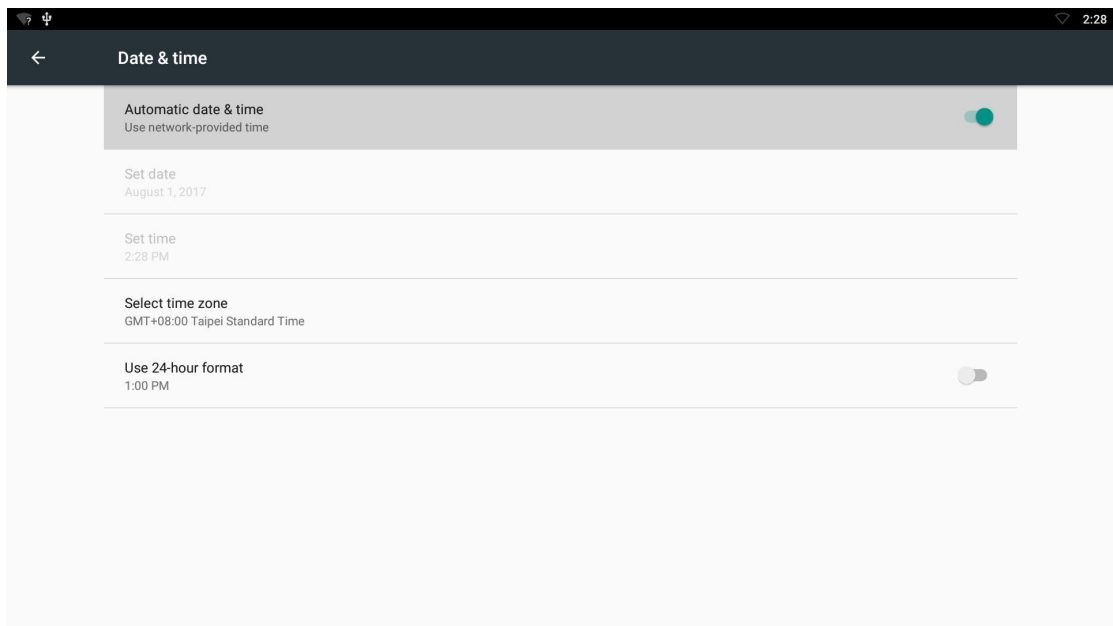 2:28
Date & time
Automatic date & time
Use network-provided time
Set date
August 1, 2017
Set time
2:28 PM
Select time zone
GMT+08:00 Taipei Standard Time
Use 24-hour format
1:00 PM